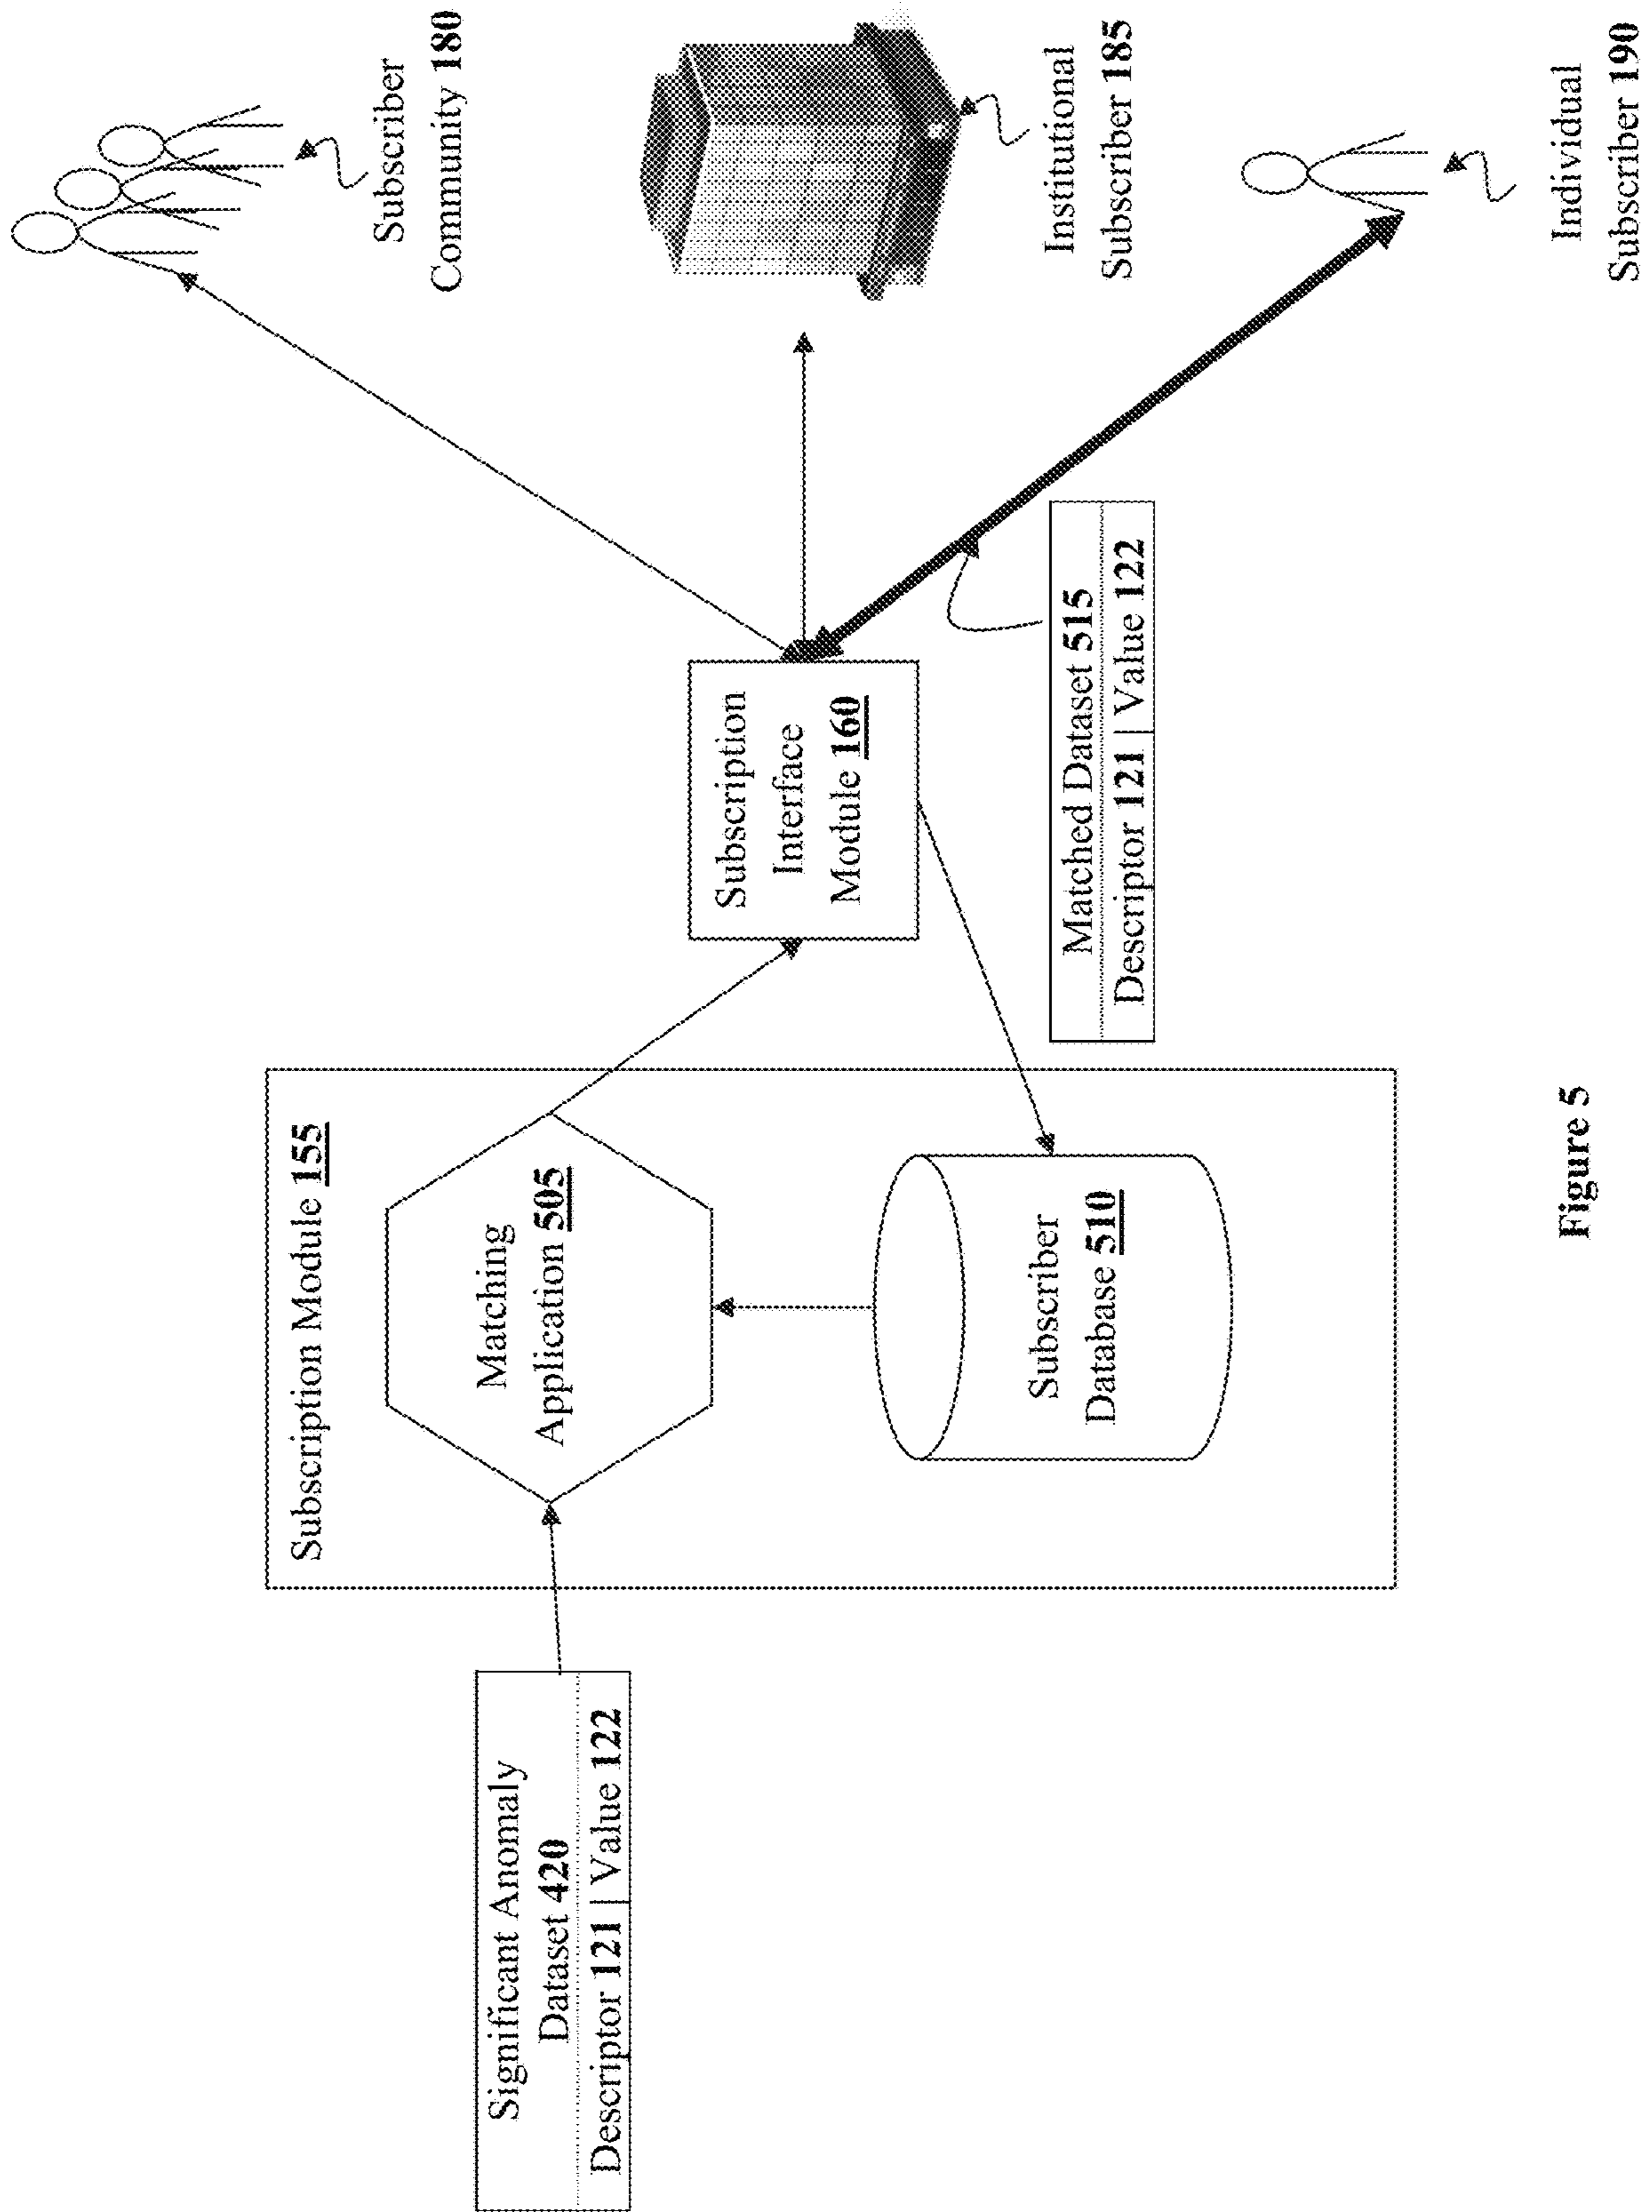 Significant Anomaly
Dataset 420
Descriptor 121 | Value 122
Subscription Module 155
Matching
Application 505
Subscriber
Database 510
Subscription
Interface
Module 160
Matched Dataset 515
Descriptor 121 | Value 122
Subscriber
Community 180
Institutional
Subscriber 185
Individual
Subscriber 190
Figure 5